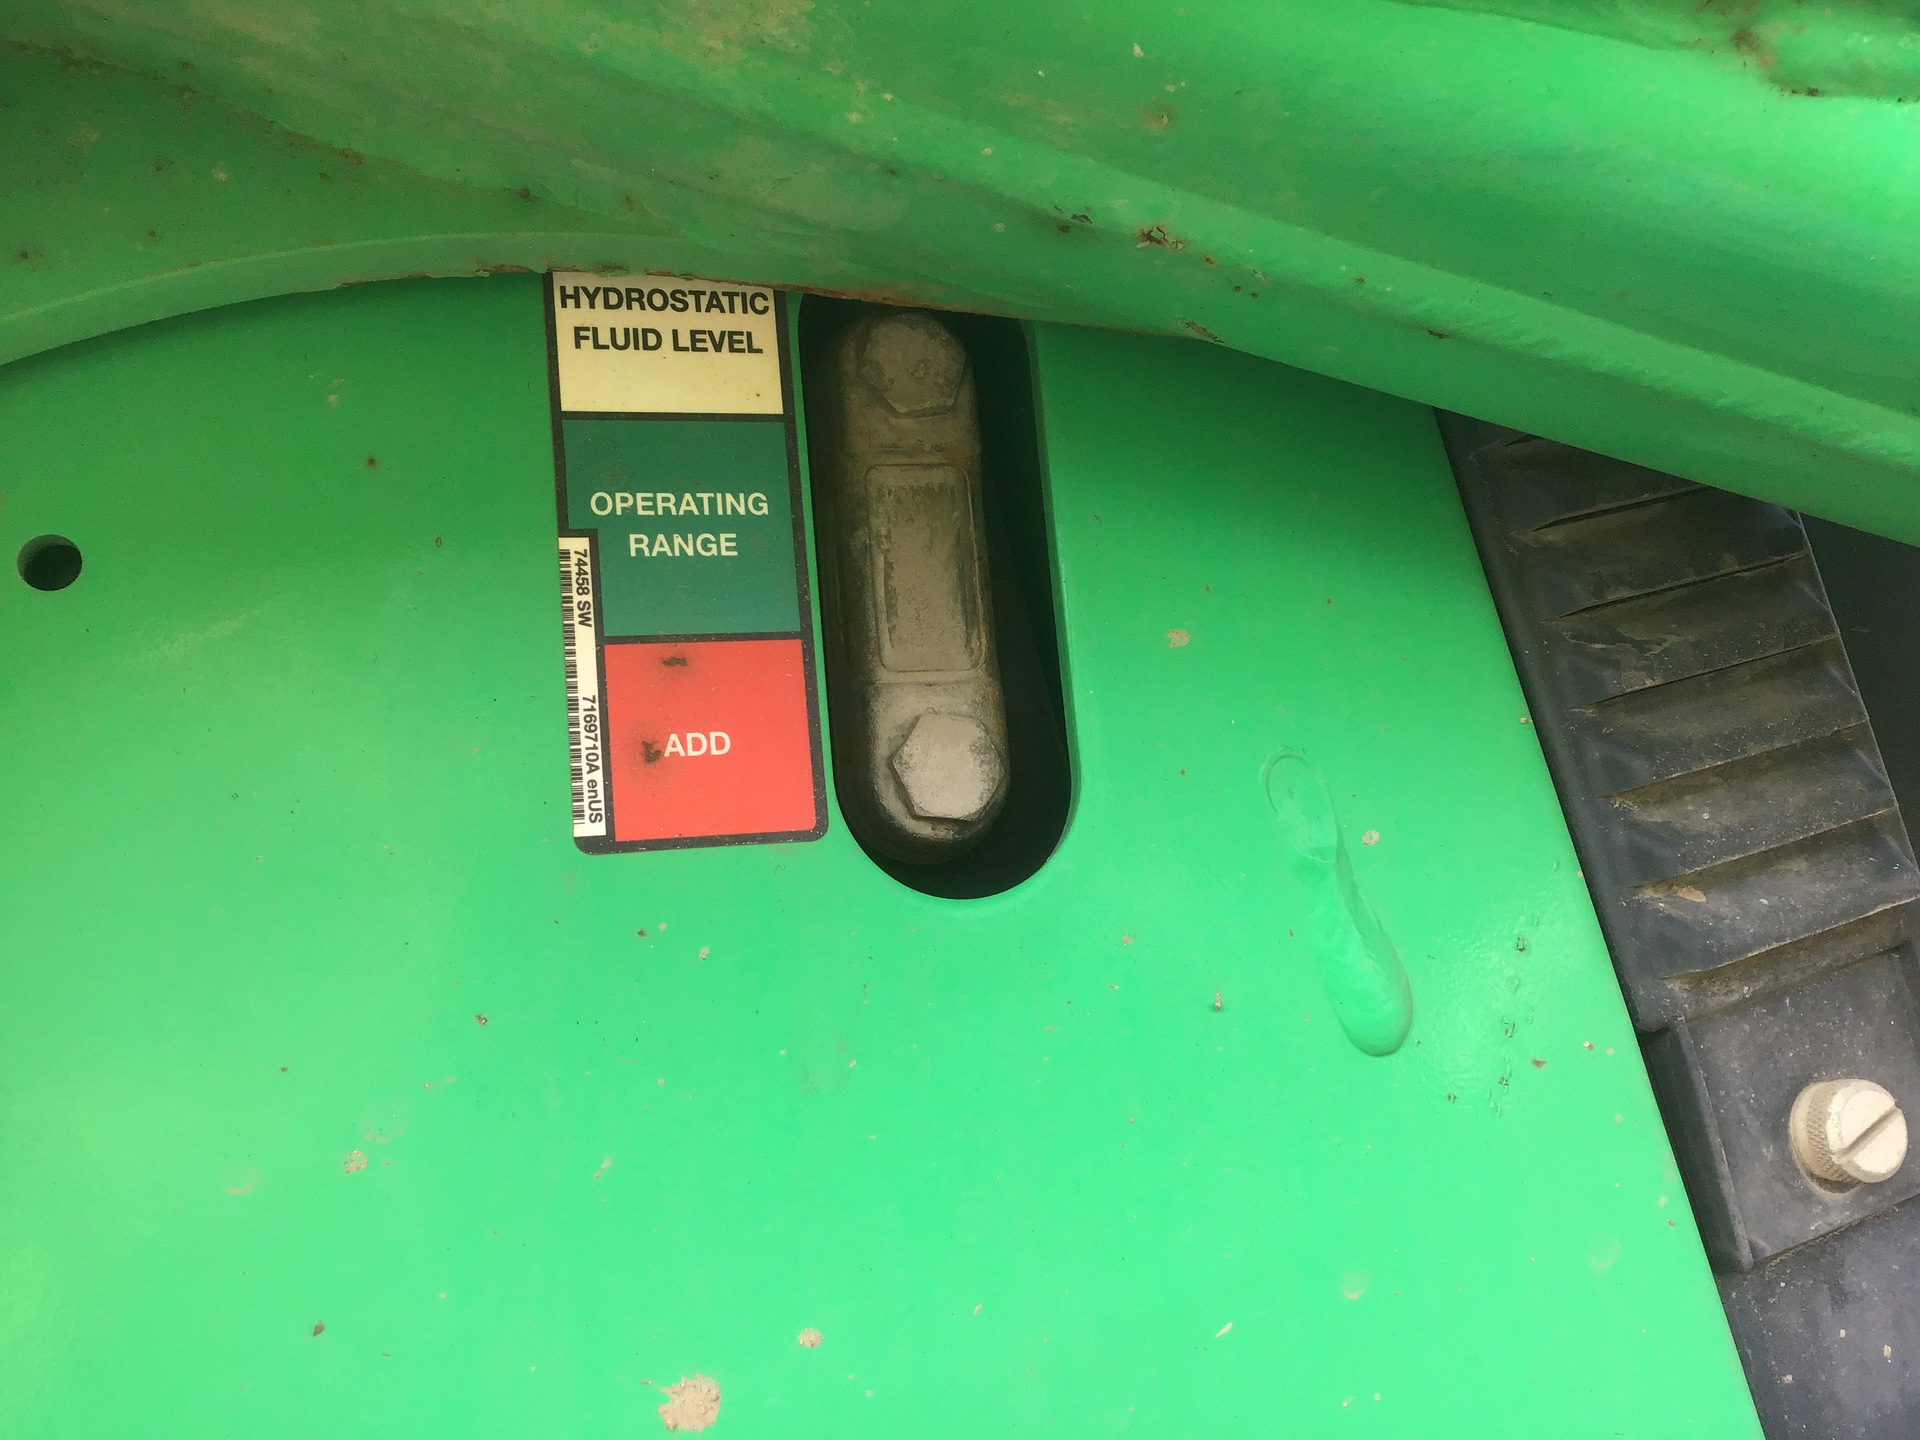 HYDROSTATIC
FLUID LEVEL
OPERATING
RANGE
ADD
74458 SW
7169710A enUS